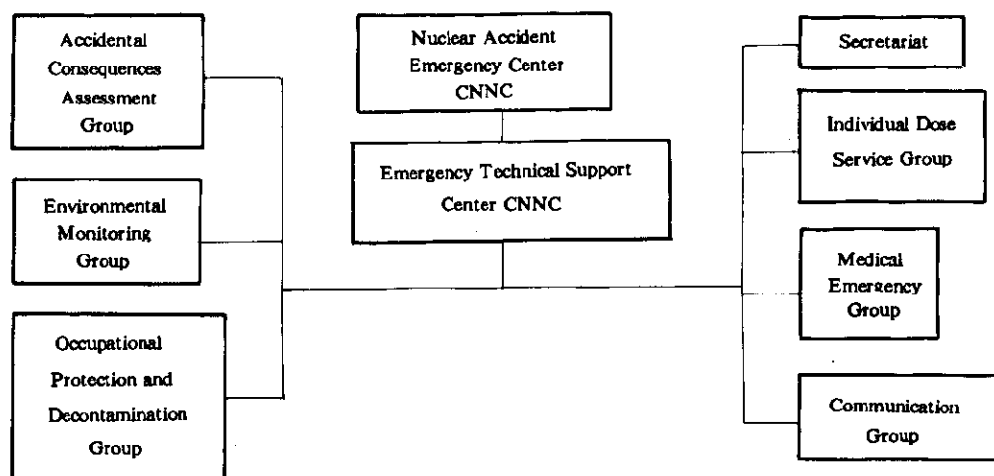 Accidental
Consequences
Assessment
Group
Nuclear Accident
Emergency Center
CNNC
Secretariat
Individual Dose
Service Group
Emergency Technical Support
Center CNNC
Environmental
Monitoring
Group
Medical
Emergency
Group
Occupational
Protection and
Decontamination
Group
Communication
Group